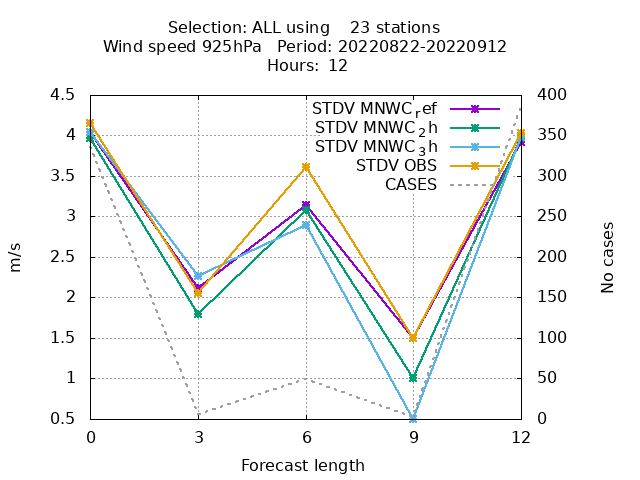 Selection: ALL using    23 stations
Wind speed 925hPa   Period: 20220822-20220912
Hours:  12
STDV MNWC_ref
STDV MNWC_2h
STDV MNWC_3h
STDV OBS
CASES
m/s
4.5
4
3.5
3
2.5
2
1.5
1
0.5
No cases
400
350
300
250
200
150
100
50
0
0 3 6 9 12
Forecast length